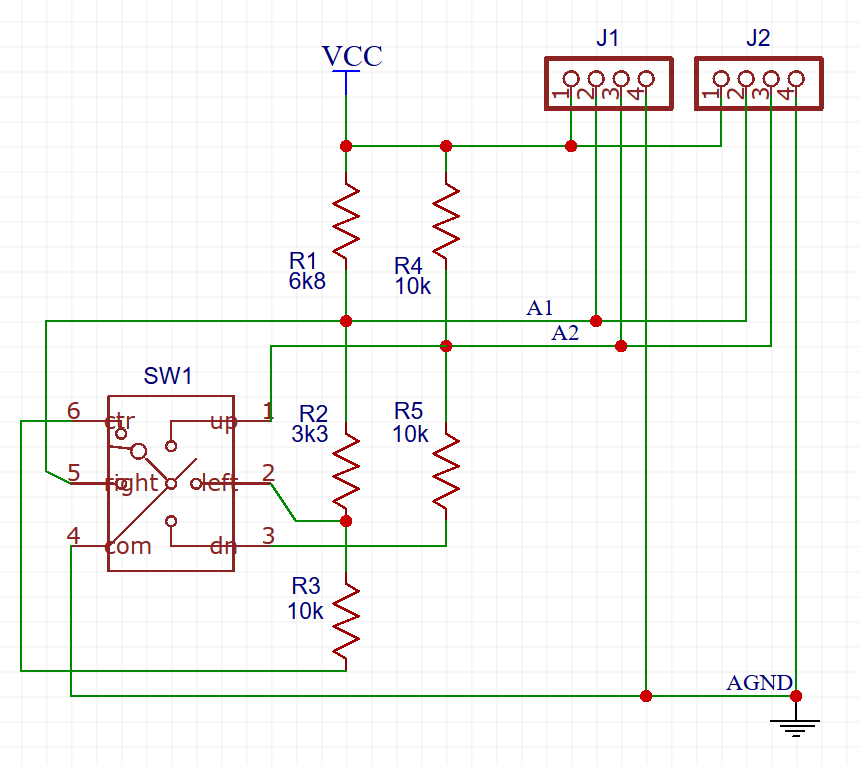 J1
J2
VCC
1 2 3 4
1 2 3 4
R1
6k8
R4
10k
A1
A2
SW1
6 ctr up 1
5 right left 2
4 com dn 3
R2
3k3
R5
10k
R3
10k
AGND